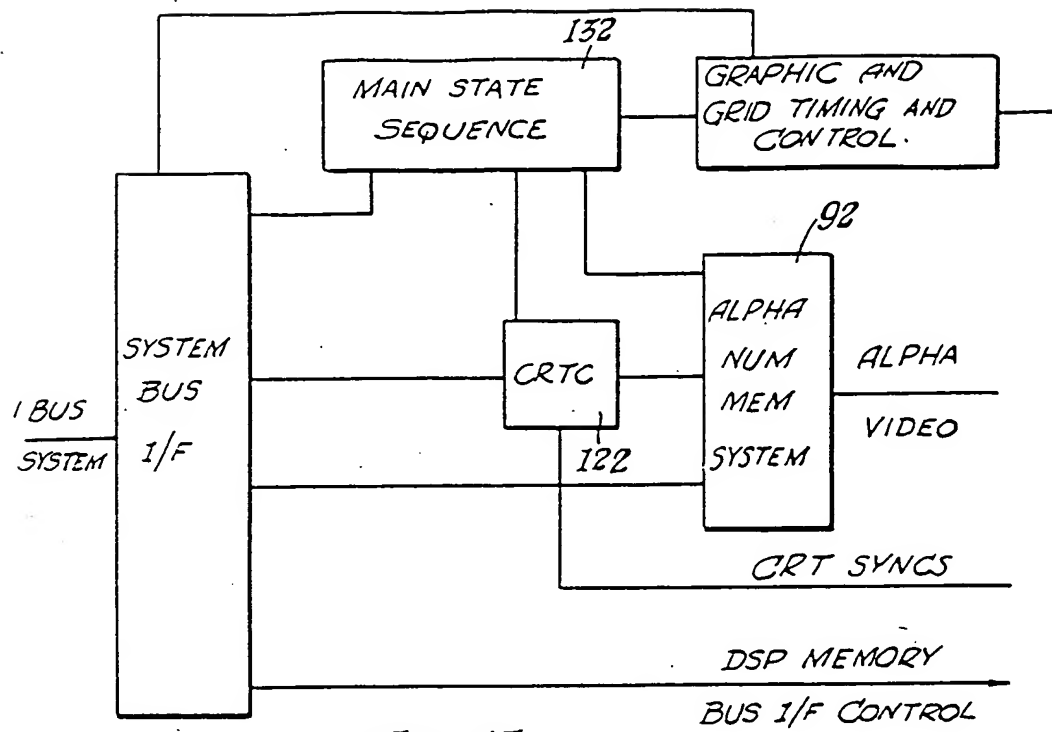 132
MAIN STATE
SEQUENCE
GRAPHIC AND
GRID TIMING AND
CONTROL.
92
SYSTEM
BUS
I/F
I BUS
SYSTEM
CRTC
122
ALPHA
NUM
MEM
SYSTEM
ALPHA
VIDEO
CRT SYNCS
DSP MEMORY
BUS I/F CONTROL